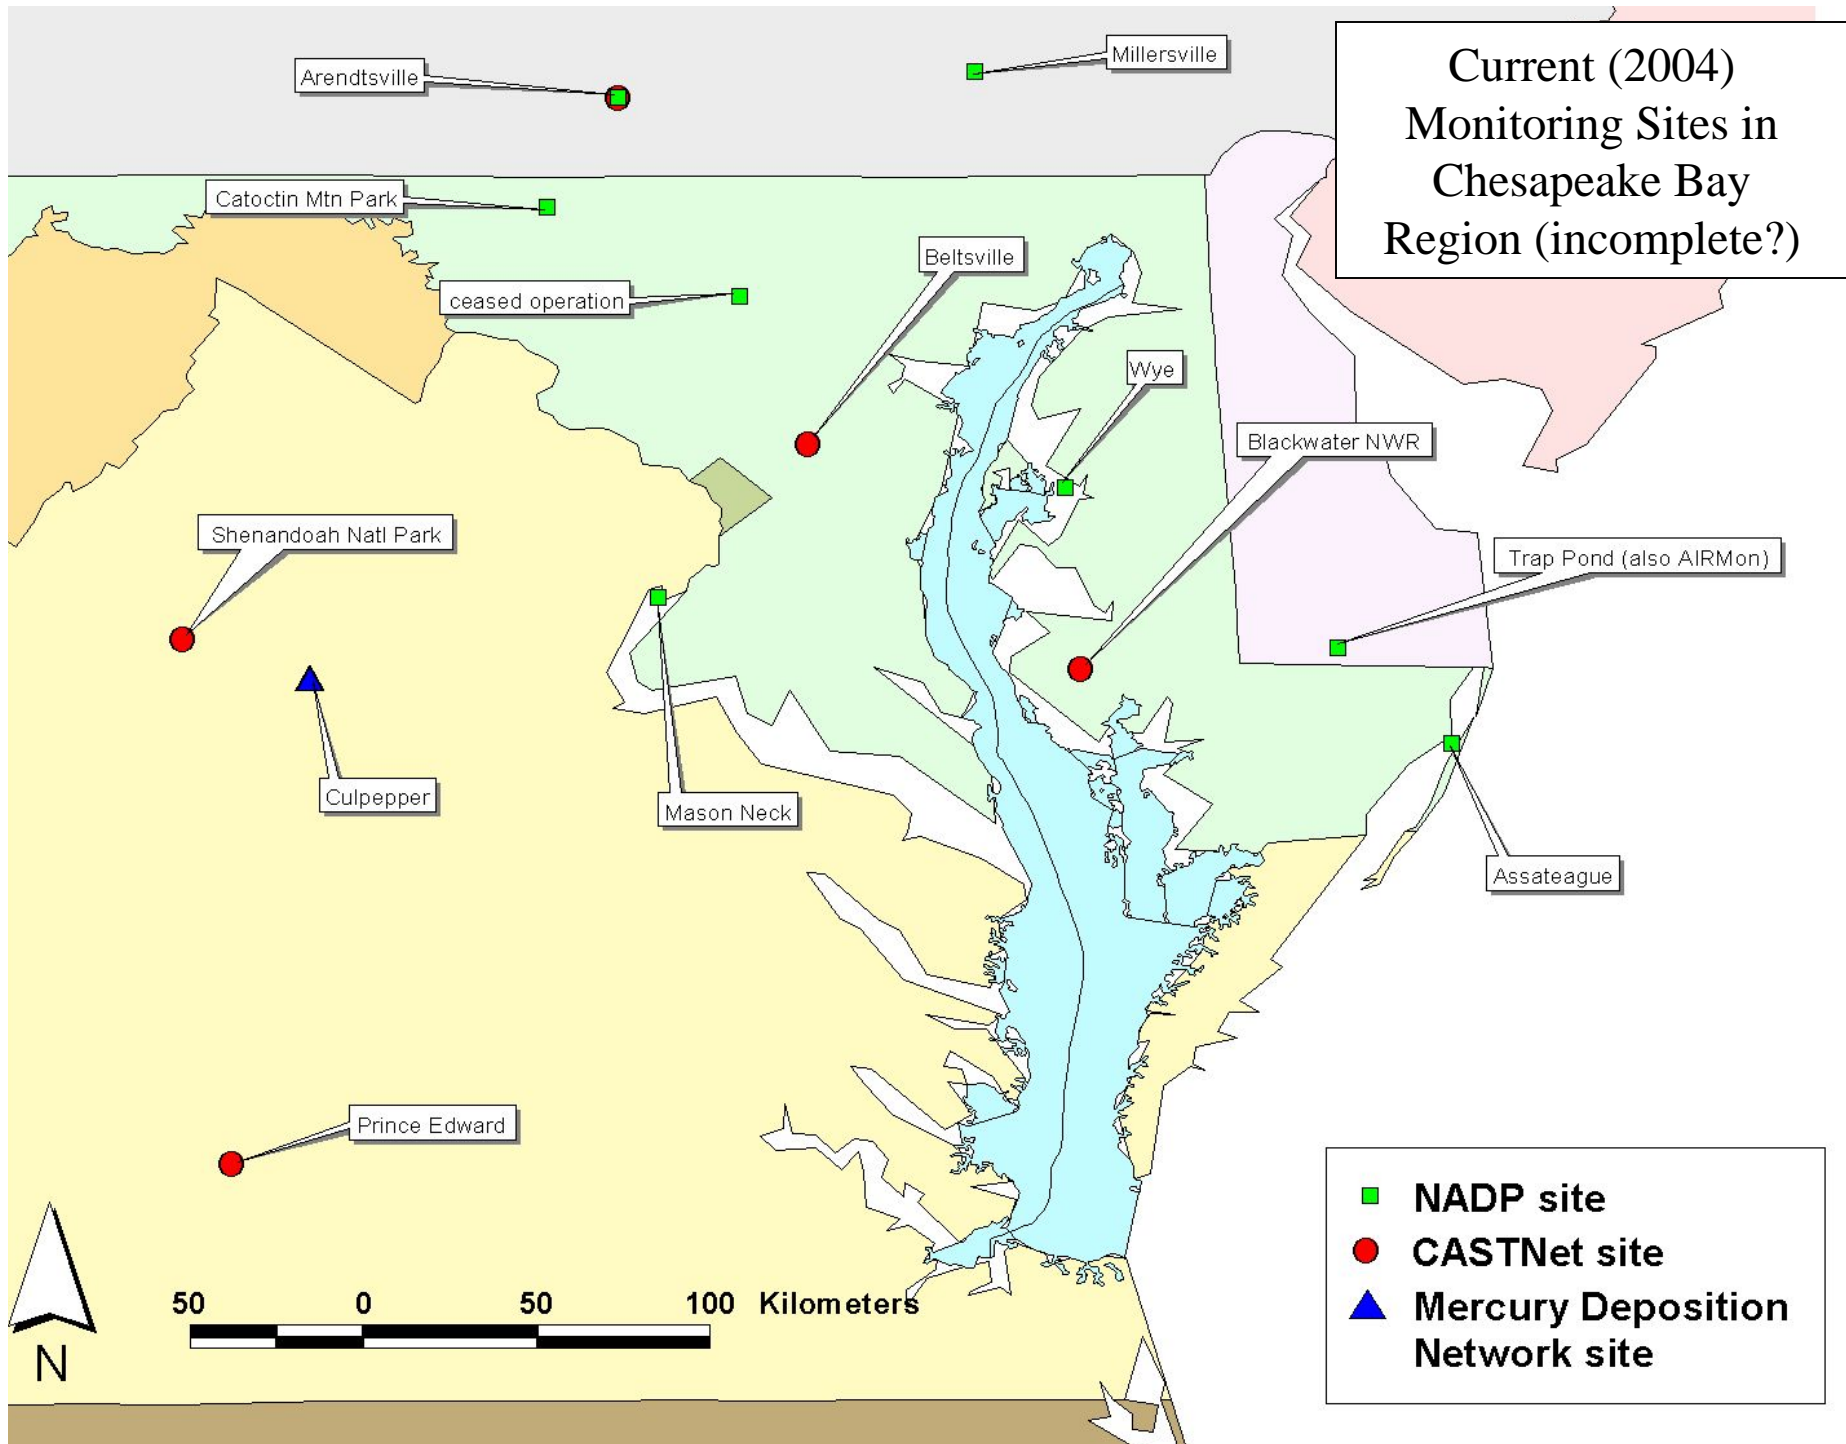 Current (2004)
Monitoring Sites in
Chesapeake Bay
Region (incomplete?)
Arendtsville
Millersville
Catoctin Mtn Park
Beltsville
ceased operation
Wye
Blackwater NWR
Shenandoah Natl Park
Trap Pond (also AIRMon)
Culpepper
Mason Neck
Assateague
Prince Edward
NADP site
CASTNet site
Mercury Deposition
Network site
50 0 50 100 Kilometers
N